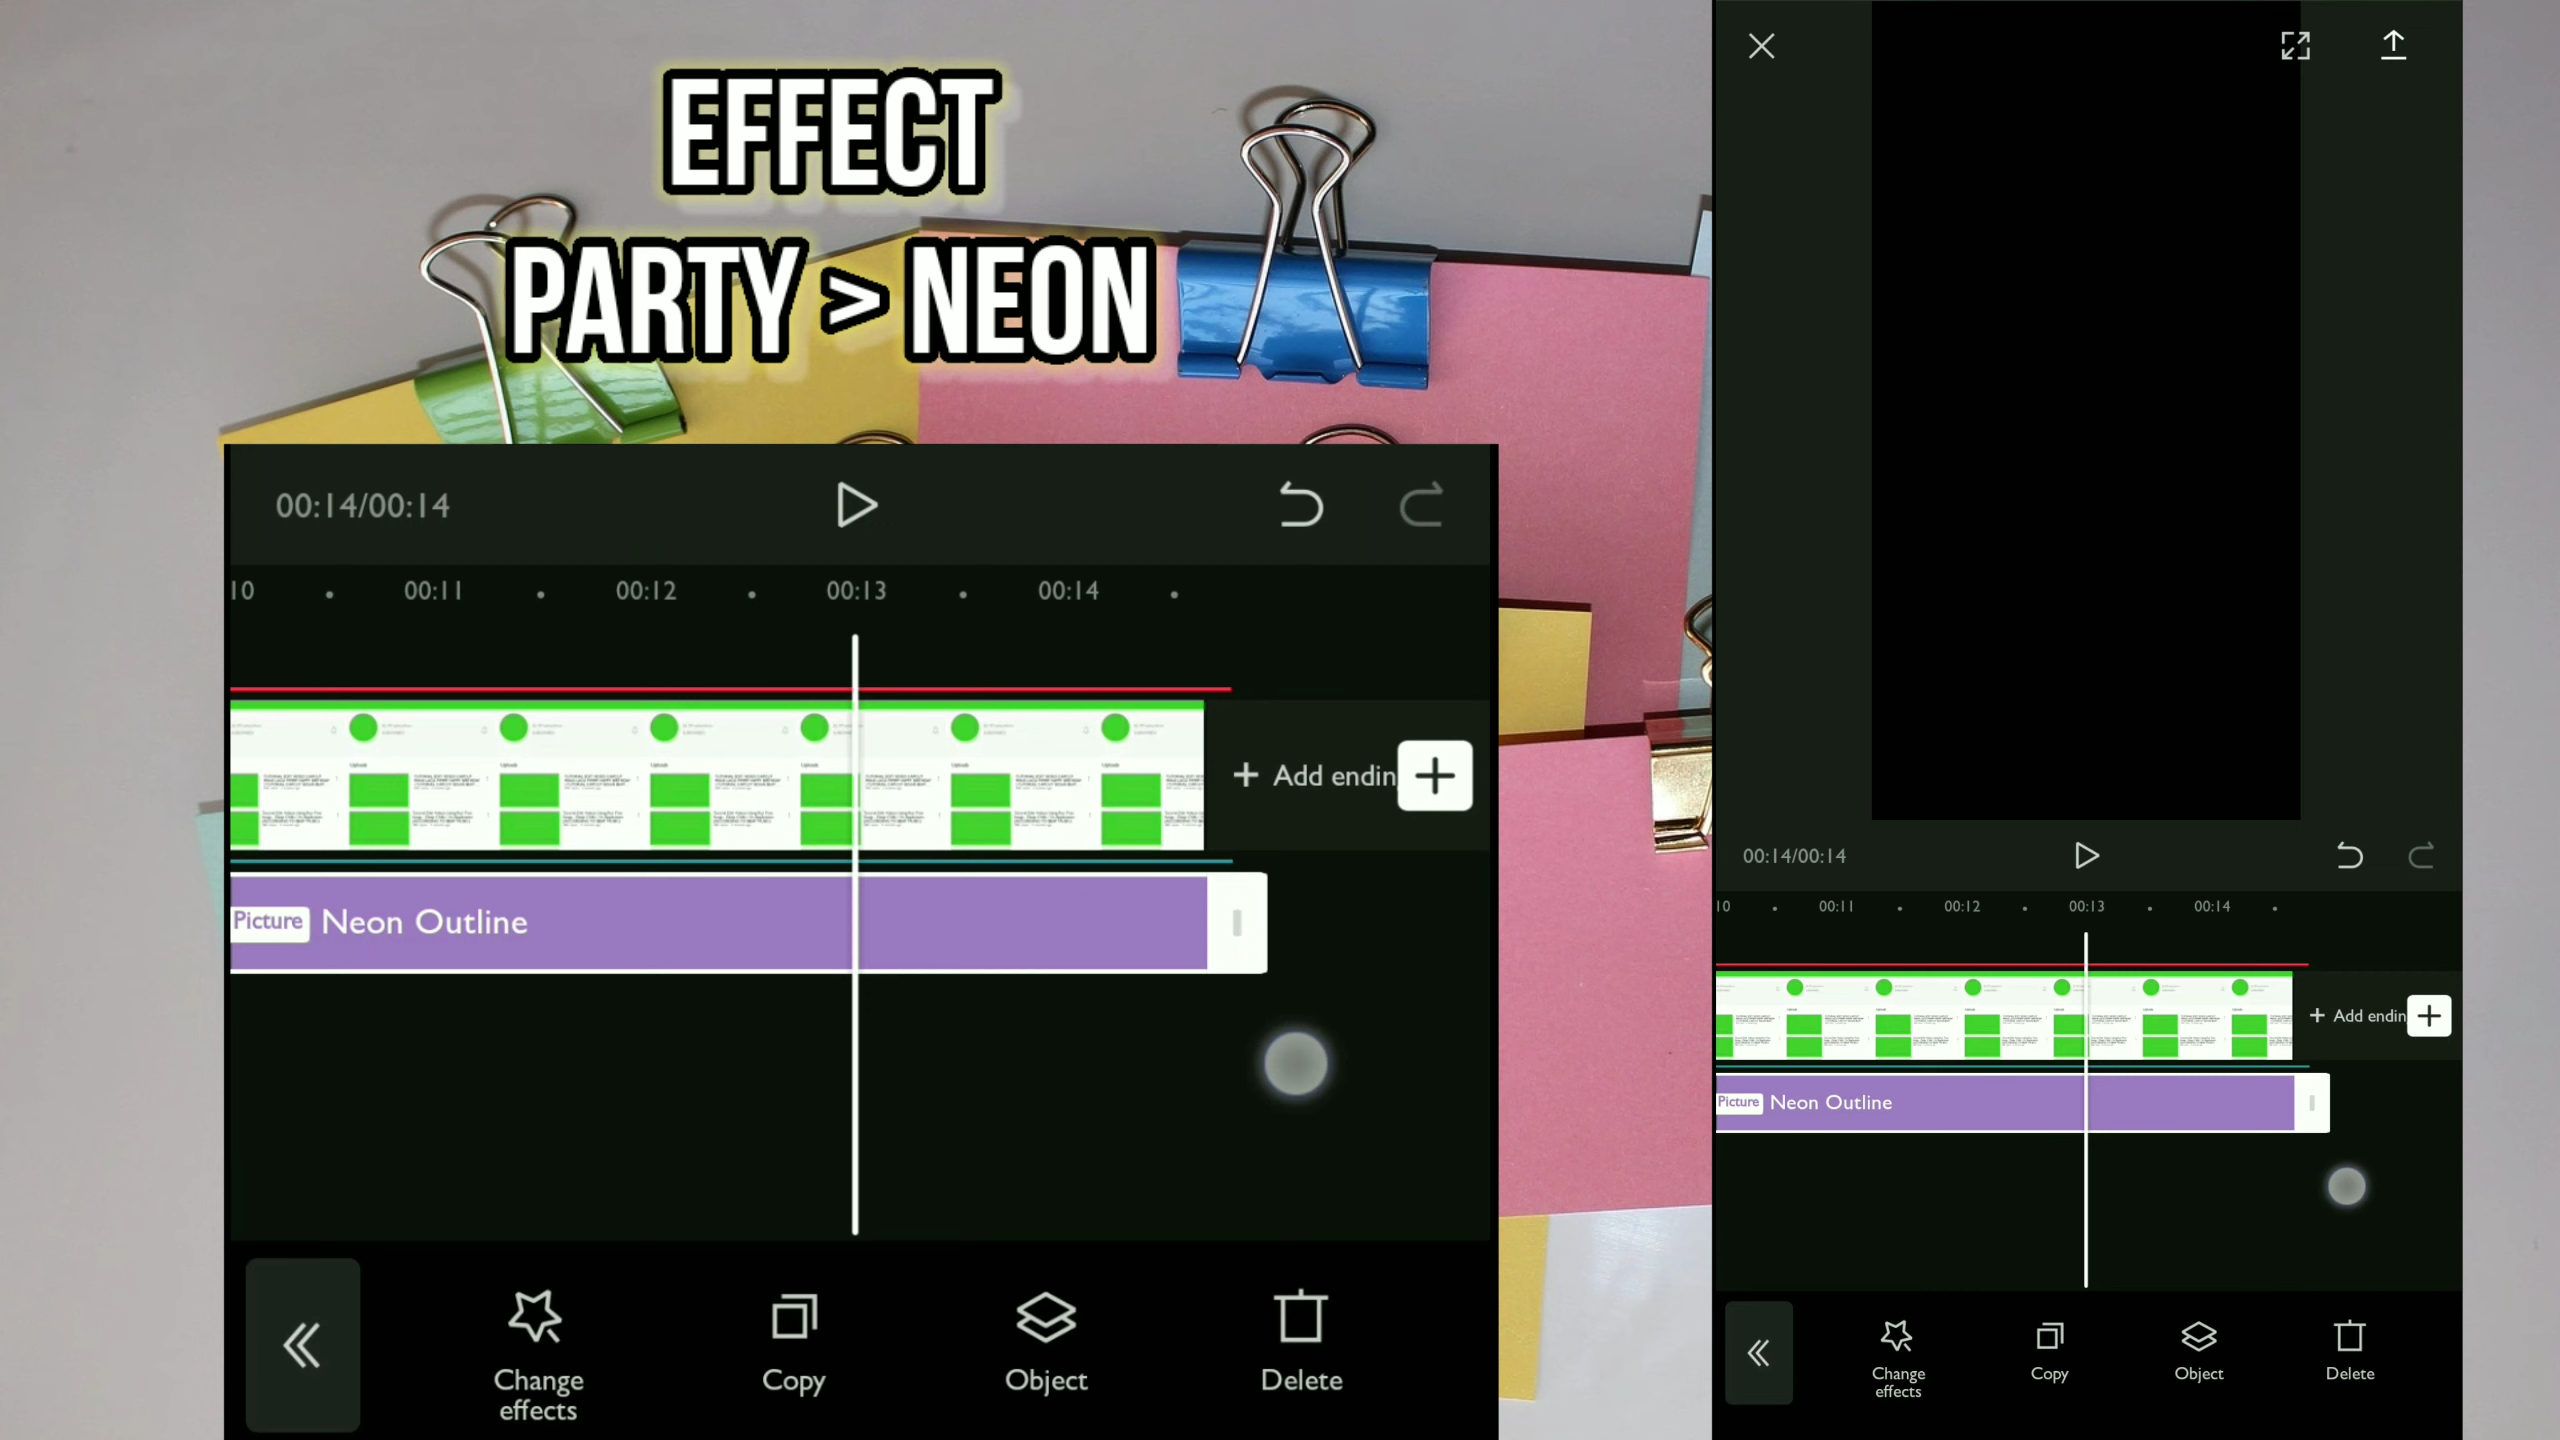 EFFECT
PARTY > NEON
00:14/00:14
10 00:11 00:12 00:13 00:14
+ Add endin
Picture Neon Outline
Change effects
Copy
Object
Delete
00:14/00:14
10 00:11 00:12 00:13 00:14
+ Add endin
Picture Neon Outline
Change effects
Copy
Object
Delete